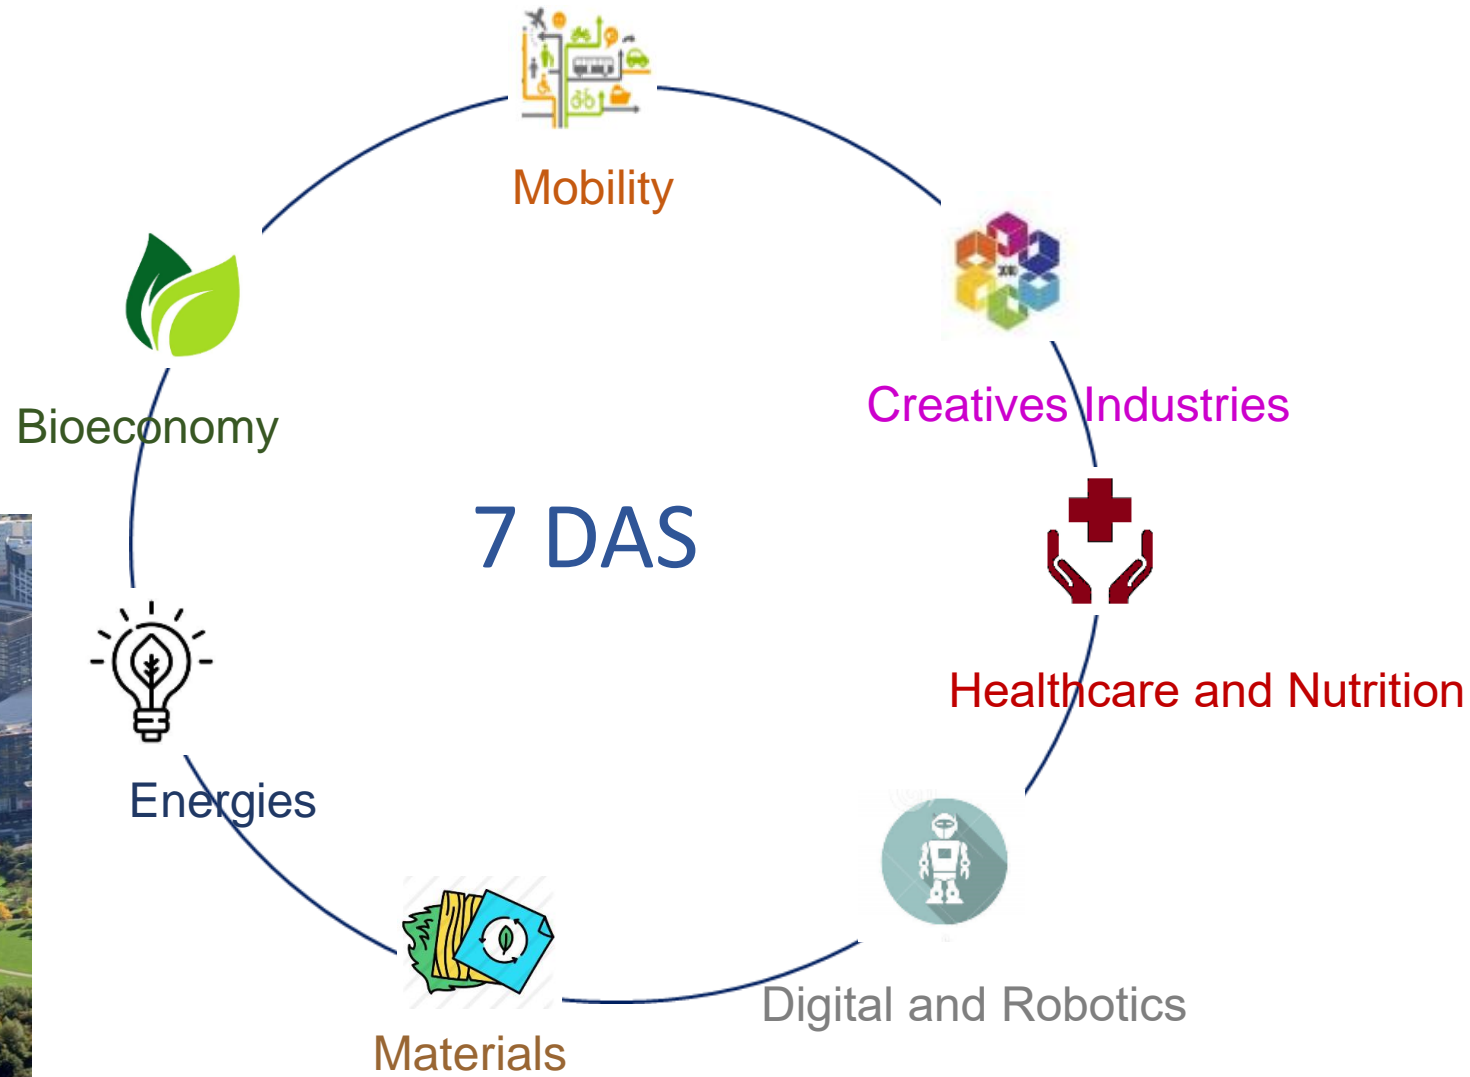 Mobility
Creatives Industries
Bioeconomy
7 DAS
Healthcare and Nutrition
Energies
Digital and Robotics
Materials